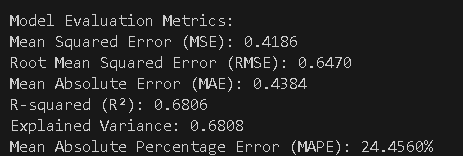 Model Evaluation Metrics:
Mean Squared Error (MSE): 0.4186
Root Mean Squared Error (RMSE): 0.6470
Mean Absolute Error (MAE): 0.4384
R-squared (R²): 0.6806
Explained Variance: 0.6808
Mean Absolute Percentage Error (MAPE): 24.4560%